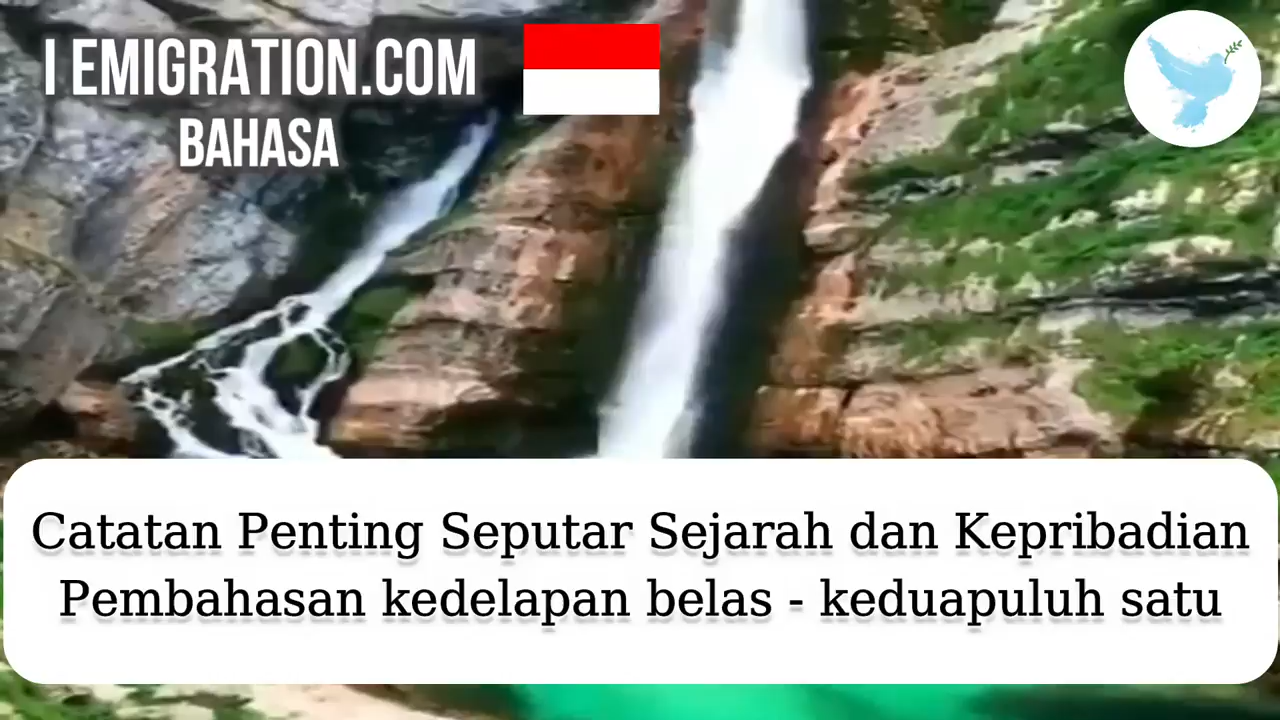 I EMIGRATION.COM
BAHASA
Catatan Penting Seputar Sejarah dan Kepribadian
Pembahasan kedelapan belas - keduapuluh satu